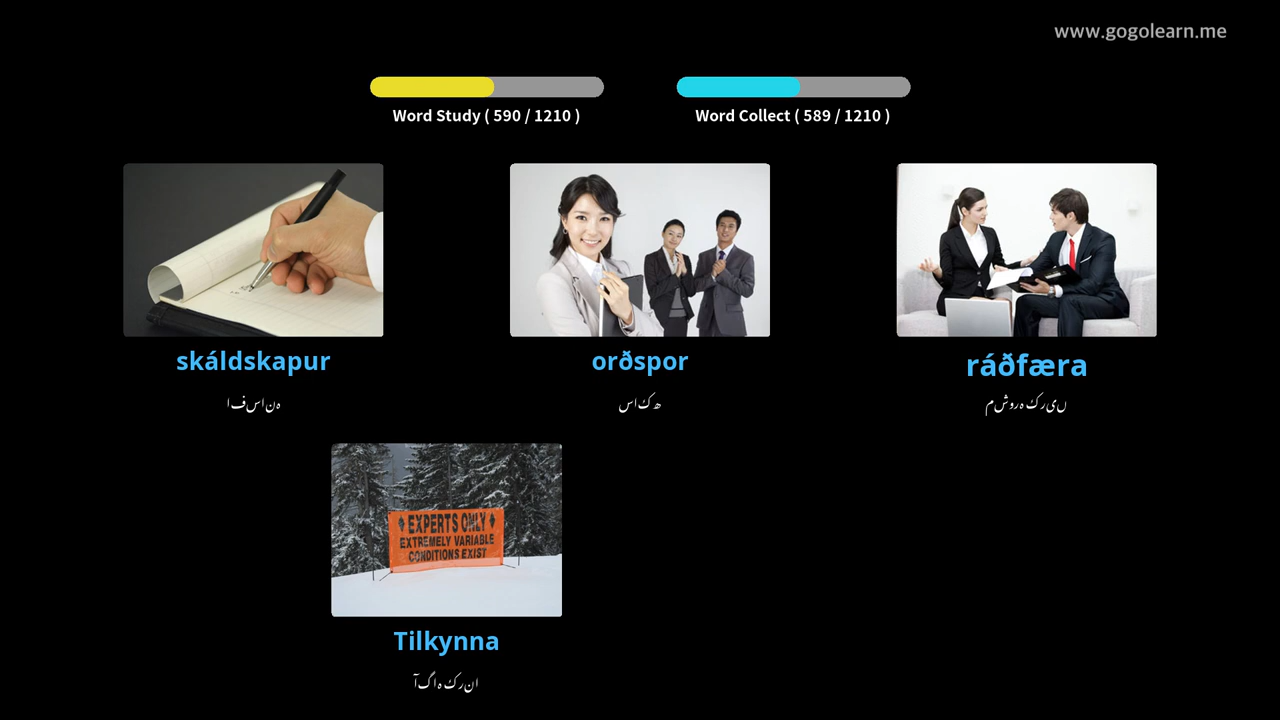 www.gogolearn.me
Word Study ( 590 / 1210 )
Word Collect ( 589 / 1210 )
skáldskapur
orðspor
ráðfæra
افسانہ
ساکھ
مشورہ کریں
EXPERTS ONLY
EXTREMELY VARIABLE
CONDITIONS EXIST
Tilkynna
آگاہ کرنا